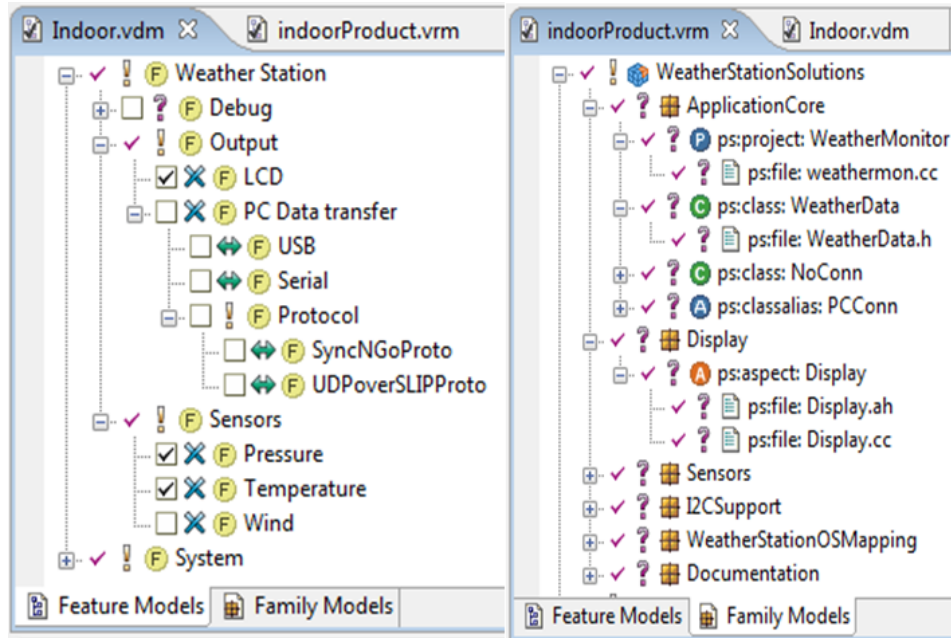 Indoor.vdm
indoorProduct.vrm
Weather Station
Debug
Output
LCD
PC Data transfer
USB
Serial
Protocol
SyncNGoProto
UDPoverSLIPProto
Sensors
Pressure
Temperature
Wind
System
Feature Models
Family Models
indoorProduct.vrm
Indoor.vdm
WeatherStationSolutions
ApplicationCore
ps:project: WeatherMonitor
ps:file: weathermon.cc
ps:class: WeatherData
ps:file: WeatherData.h
ps:class: NoConn
ps:classalias: PCConn
Display
ps:aspect: Display
ps:file: Display.ah
ps:file: Display.cc
Sensors
I2CSupport
WeatherStationOSMapping
Documentation
Feature Models
Family Models